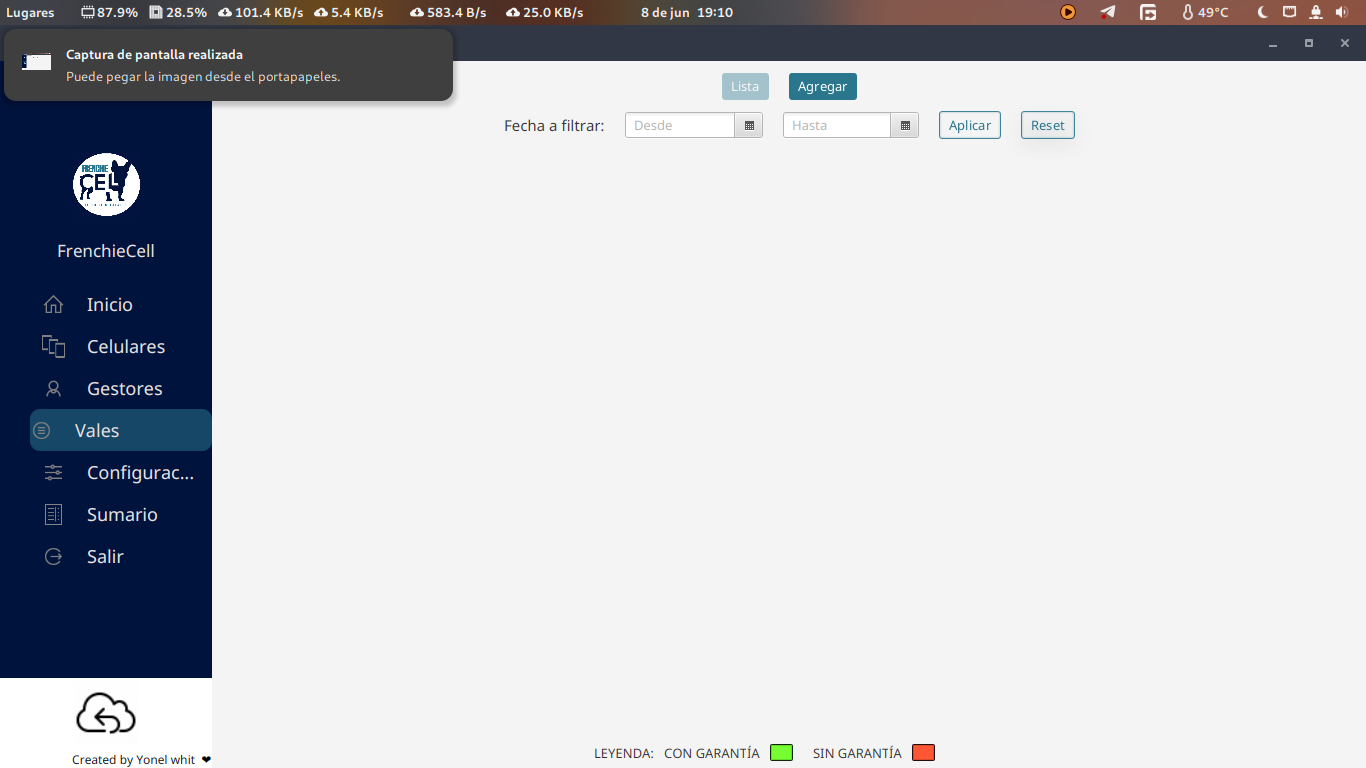 Lugares 87.9% 28.5% 101.4 KB/s 5.4 KB/s 583.4 B/s 25.0 KB/s 8 de jun 19:10 49°C
Captura de pantalla realizada
Puede pegar la imagen desde el portapapeles.
Lista Agregar
Fecha a filtrar: Desde Hasta Aplicar Reset
FRENCHIE
CELL
FrenchieCell
Inicio
Celulares
Gestores
Vales
Configurac...
Sumario
Salir
LEYENDA: CON GARANTÍA SIN GARANTÍA
Created by Yonel whit ❤